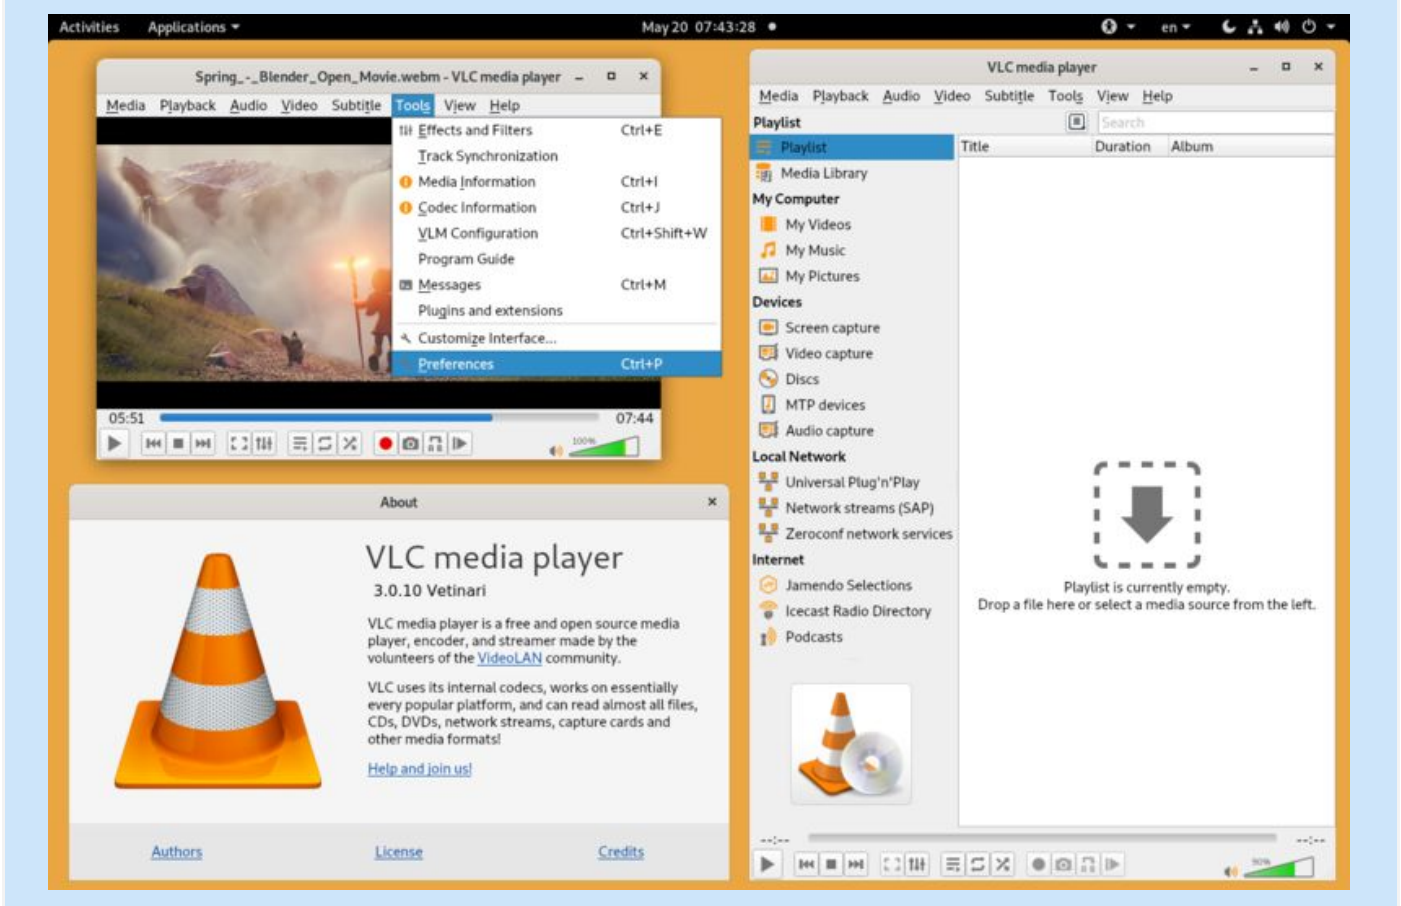 Activities Applications May 20 07:43:28 en
Spring_-_Blender_Open_Movie.webm - VLC media player
Media Playback Audio Video Subtitle Tools View Help
Effects and Filters Ctrl+E
Track Synchronization
Media Information Ctrl+I
Codec Information Ctrl+J
VLM Configuration Ctrl+Shift+W
Program Guide
Messages Ctrl+M
Plugins and extensions
Customize Interface...
Preferences Ctrl+P
05:51 07:44
100%
About
VLC media player
3.0.10 Vetinari
VLC media player is a free and open source media
player, encoder, and streamer made by the
volunteers of the VideoLAN community.
VLC uses its internal codecs, works on essentially
every popular platform, and can read almost all files,
CDs, DVDs, network streams, capture cards and
other media formats!
Help and join us!
Authors License Credits
VLC media player
Media Playback Audio Video Subtitle Tools View Help
Playlist Search
Playlist
Title Duration Album
Media Library
My Computer
My Videos
My Music
My Pictures
Devices
Screen capture
Video capture
Discs
MTP devices
Audio capture
Local Network
Universal Plug'n'Play
Network streams (SAP)
Zeroconf network services
Internet
Jamendo Selections
Icecast Radio Directory
Podcasts
Playlist is currently empty.
Drop a file here or select a media source from the left.
--:-- --:--
90%